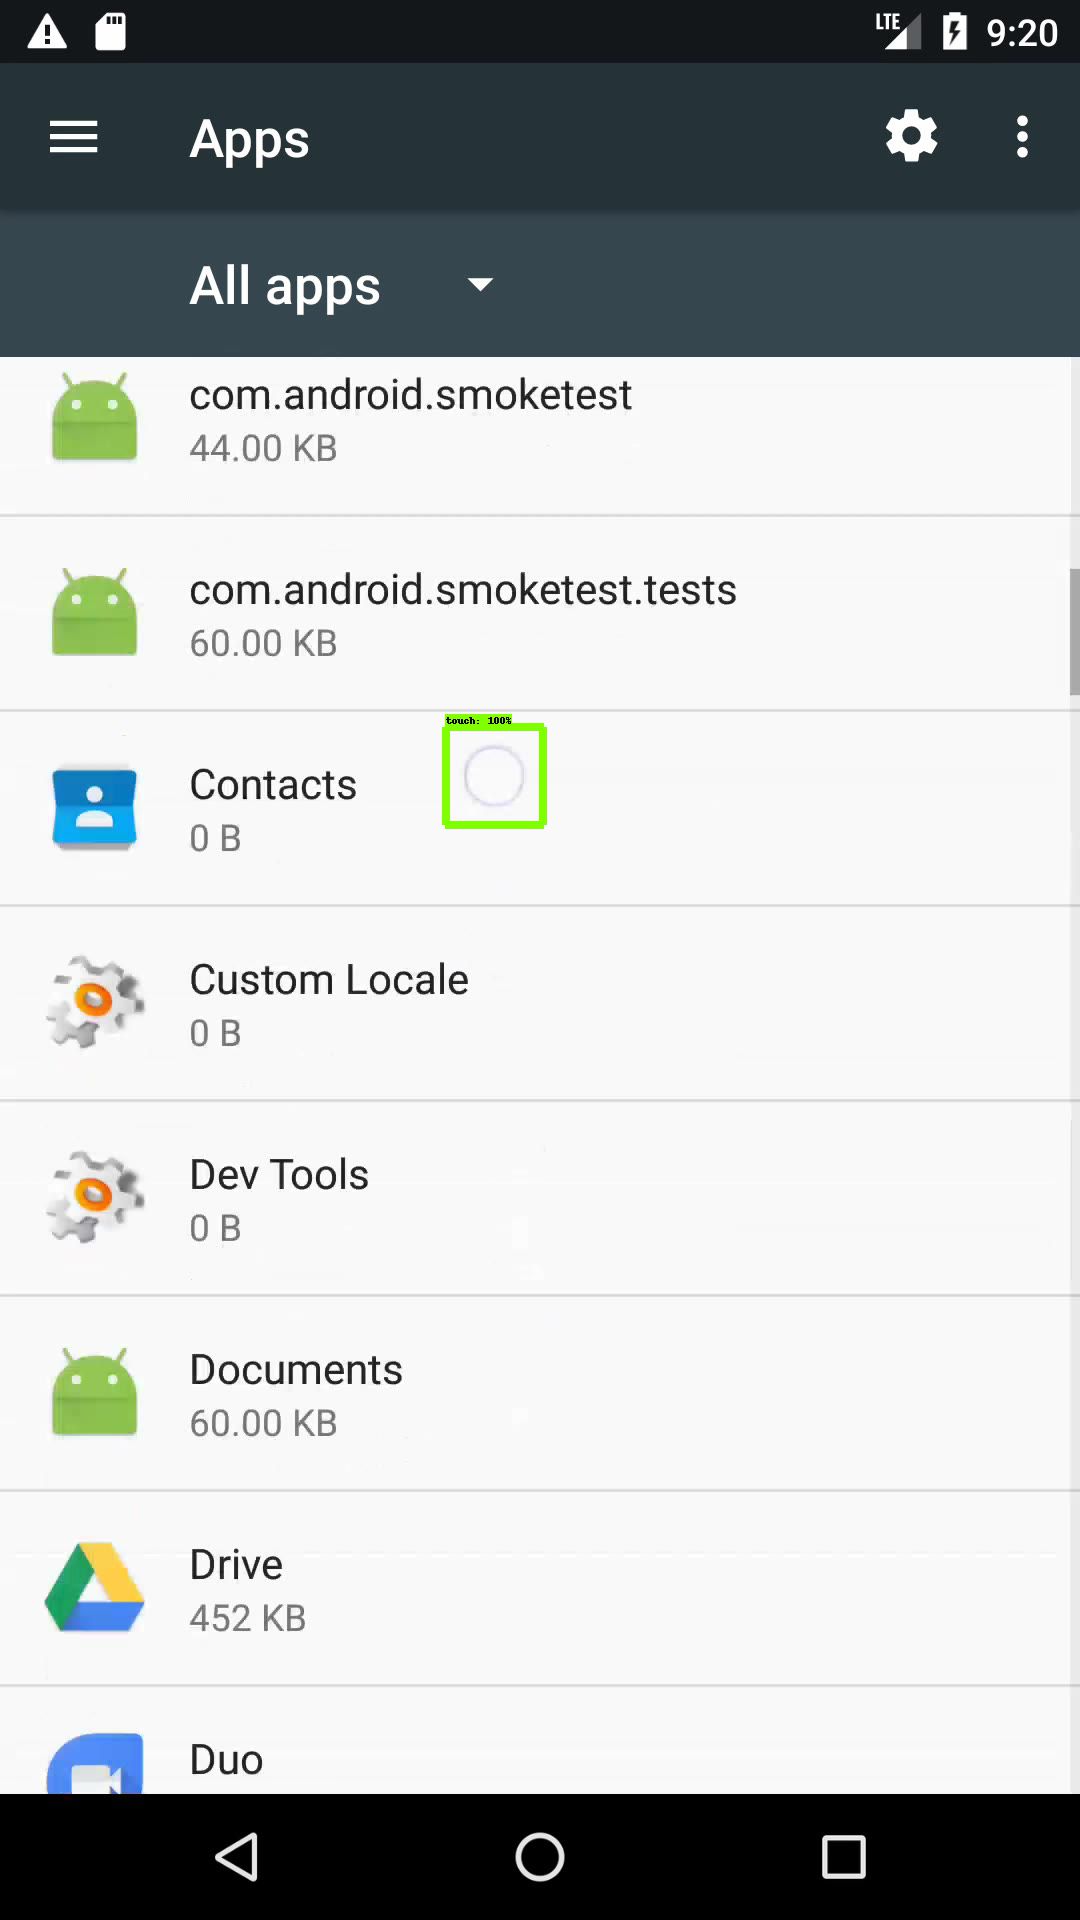 LTE 9:20
Apps
All apps
com.android.smoketest
44.00 KB
com.android.smoketest.tests
60.00 KB
touch: 100%
Contacts
0 B
Custom Locale
0 B
Dev Tools
0 B
Documents
60.00 KB
Drive
452 KB
Duo